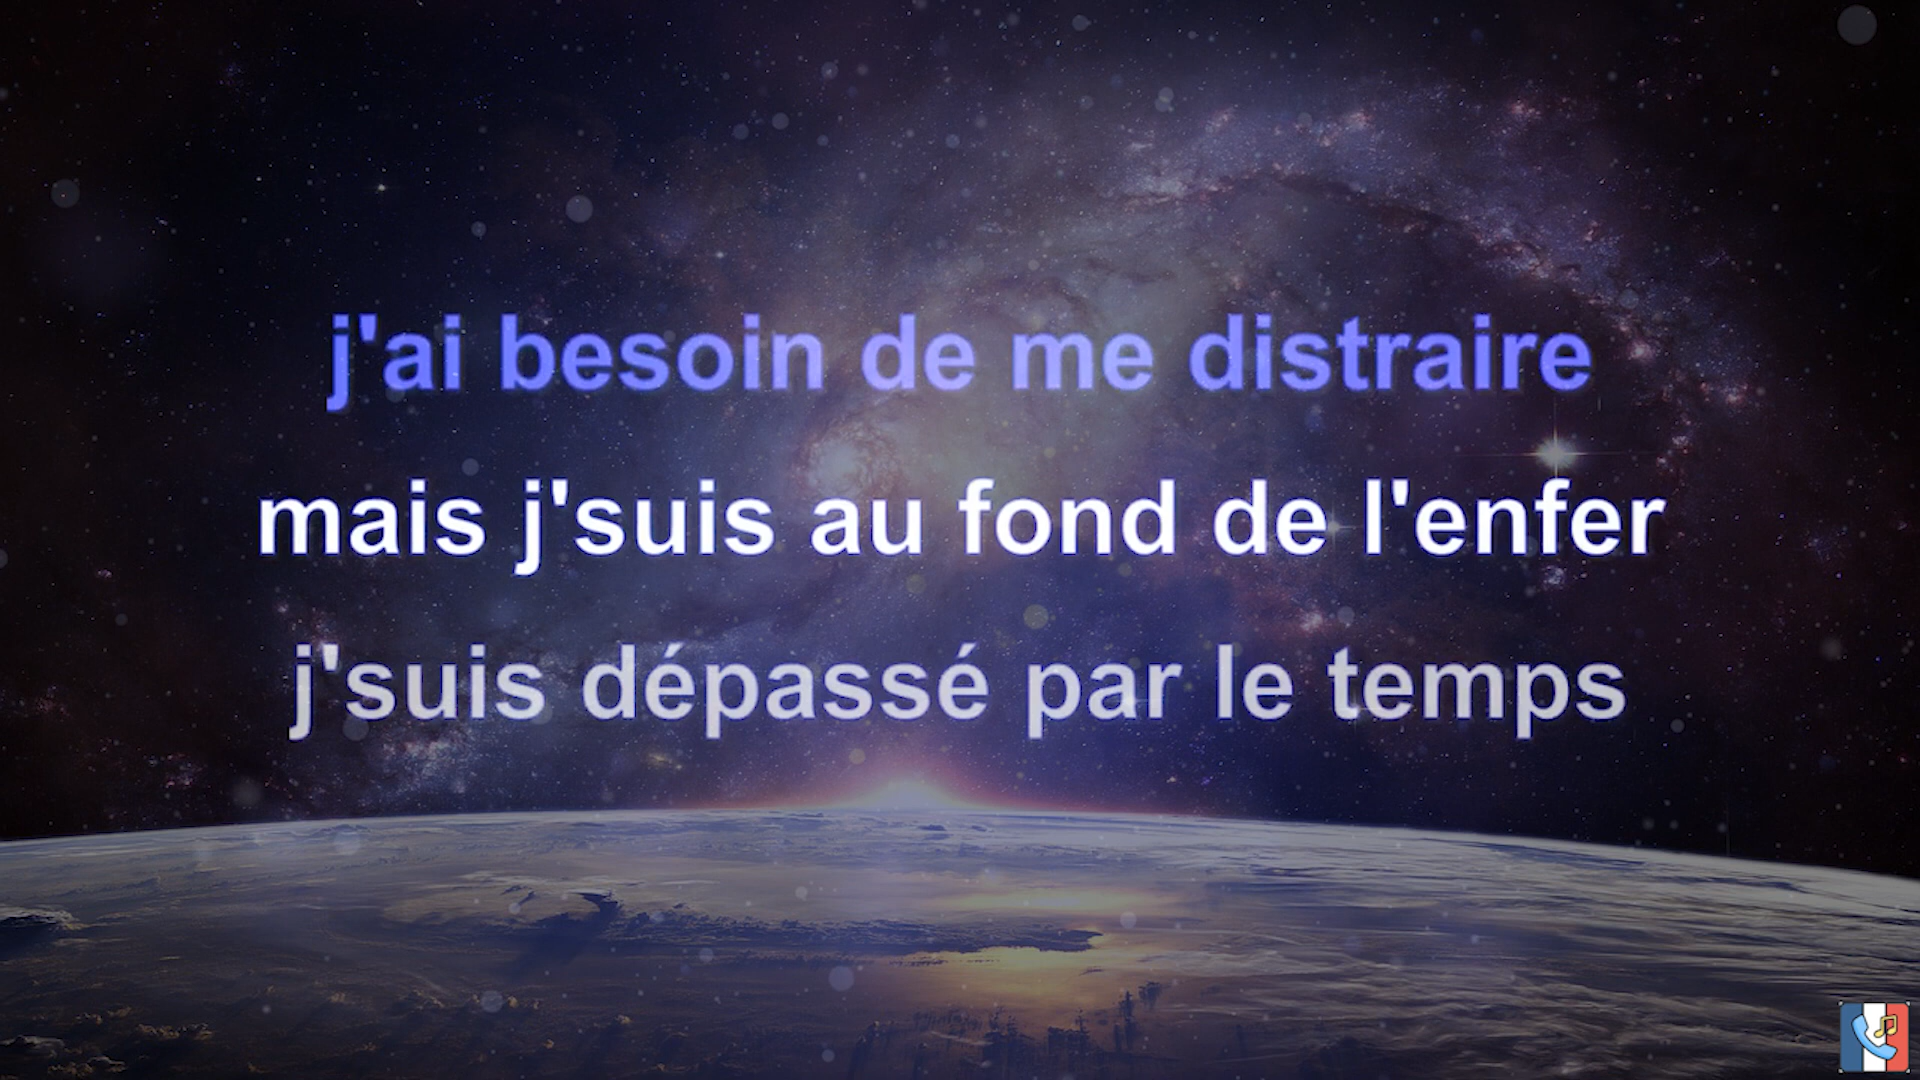 j'ai besoin de me distraire
mais j'suis au fond de l'enfer
j'suis dépassé par le temps